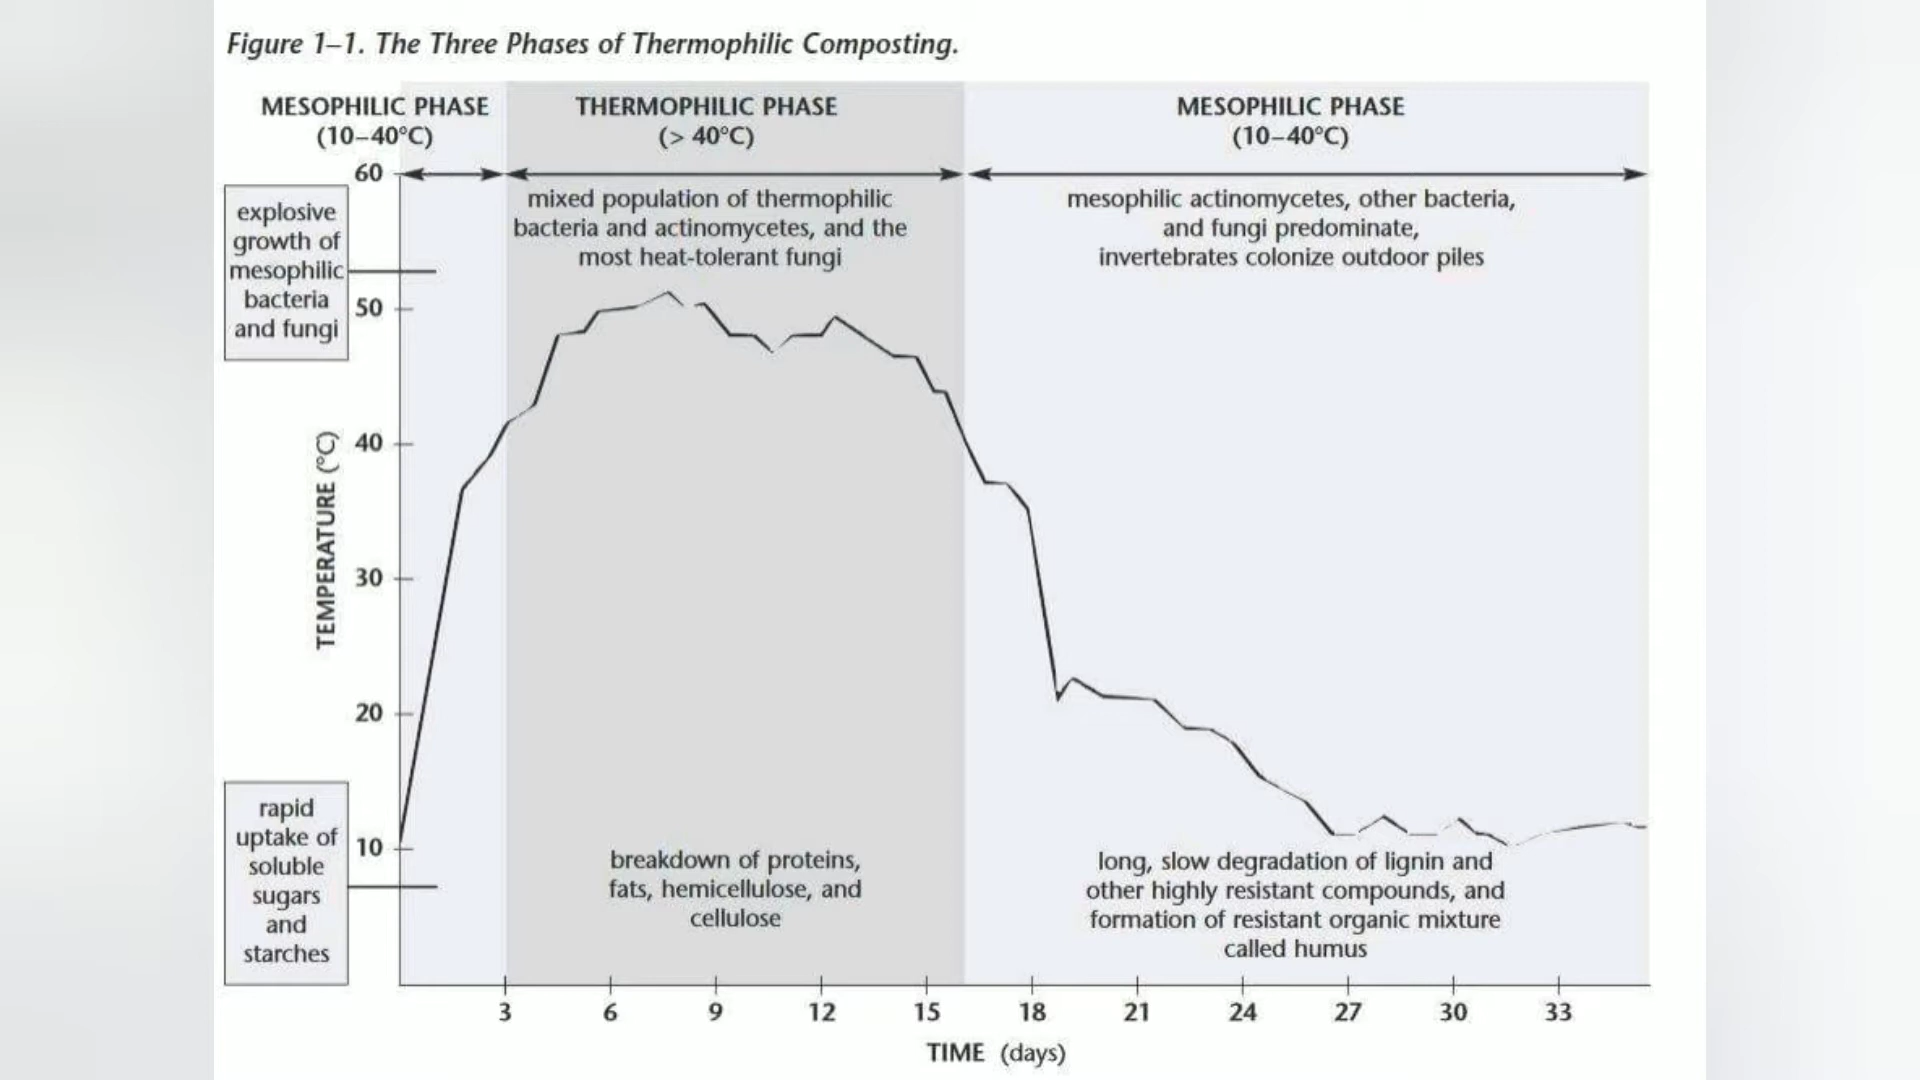 Figure 1–1. The Three Phases of Thermophilic Composting.
MESOPHILIC PHASE
(10–40°C)
THERMOPHILIC PHASE
(> 40°C)
MESOPHILIC PHASE
(10–40°C)
explosive
growth of
mesophilic
bacteria
and fungi
mixed population of thermophilic
bacteria and actinomycetes, and the
most heat-tolerant fungi
mesophilic actinomycetes, other bacteria,
and fungi predominate,
invertebrates colonize outdoor piles
60
50
40
30
20
10
TEMPERATURE (°C)
rapid
uptake of
soluble
sugars
and
starches
breakdown of proteins,
fats, hemicellulose, and
cellulose
long, slow degradation of lignin and
other highly resistant compounds, and
formation of resistant organic mixture
called humus
3 6 9 12 15 18 21 24 27 30 33
TIME (days)